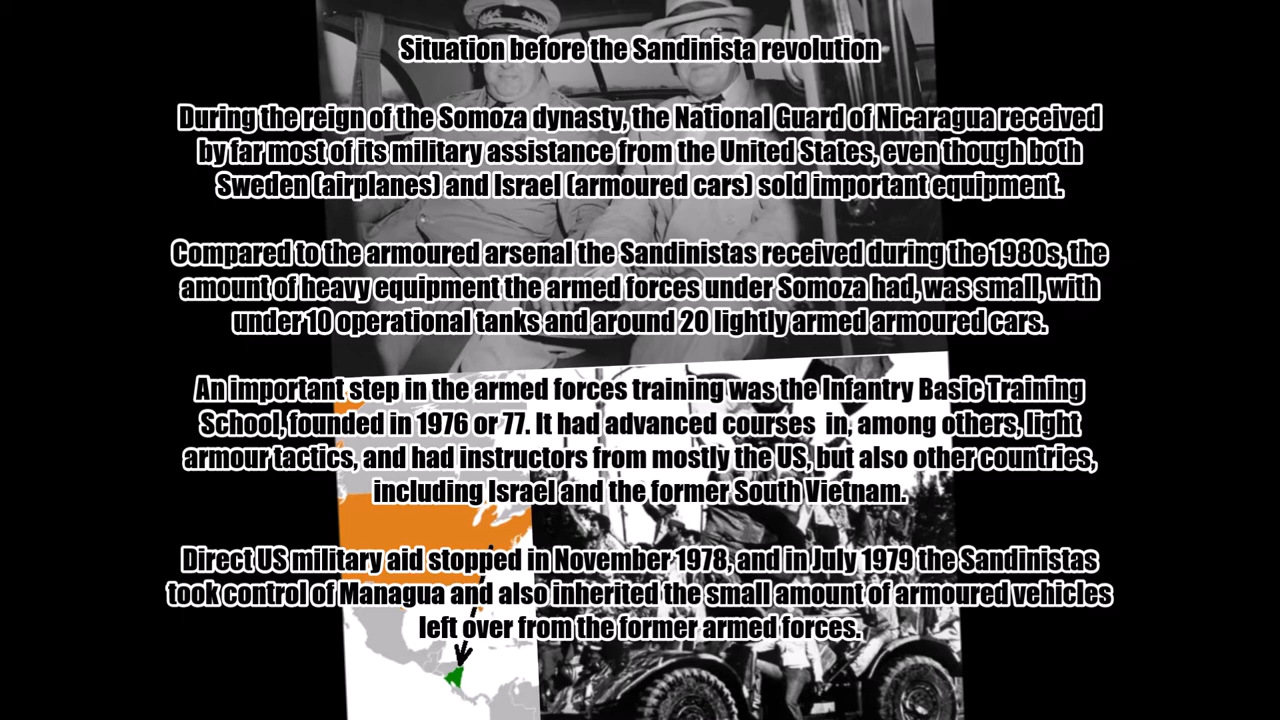 Situation before the Sandinista revolution
During the reign of the Somoza dynasty, the National Guard of Nicaragua received
by far most of its military assistance from the United States, even though both
Sweden (airplanes) and Israel (armoured cars) sold important equipment.
Compared to the armoured arsenal the Sandinistas received during the 1980s, the
amount of heavy equipment the armed forces under Somoza had, was small, with
under 10 operational tanks and around 20 lightly armed armoured cars.
An important step in the armed forces training was the Infantry Basic Training
School, founded in 1976 or 77. It had advanced courses  in, among others, light
armour tactics, and had instructors from mostly the US, but also other countries,
including Israel and the former South Vietnam.
Direct US military aid stopped in November 1978, and in July 1979 the Sandinistas
took control of Managua and also inherited the small amount of armoured vehicles
left over from the former armed forces.